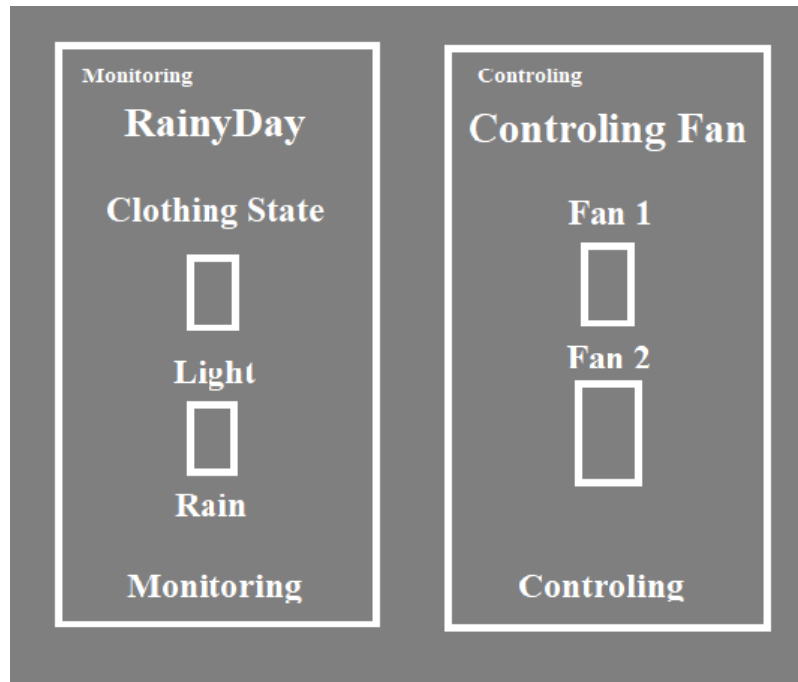 Monitoring
RainyDay
Clothing State
Light
Rain
Monitoring
Controling
Controling Fan
Fan 1
Fan 2
Controling